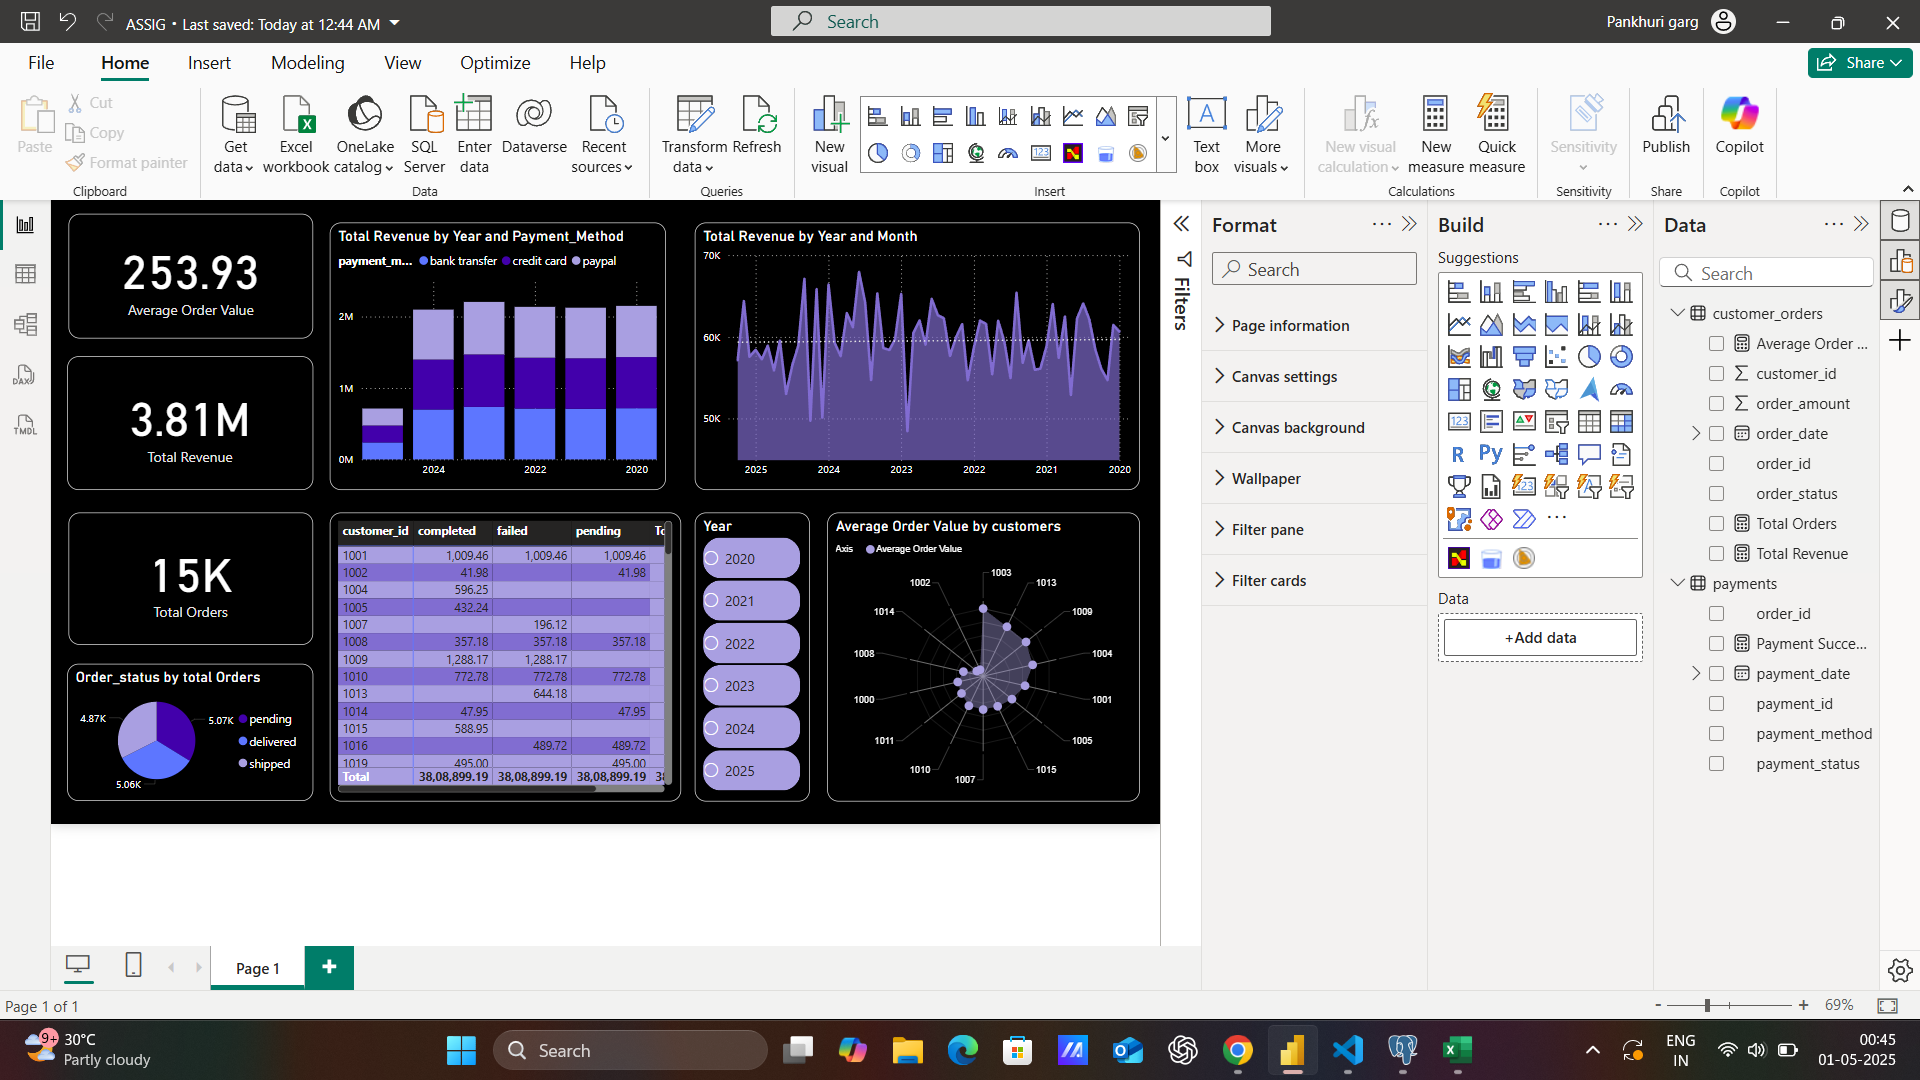 ASSIG • Last saved: Today at 12:44 AM
Search
Pankhuri garg
File
Home
Insert
Modeling
View
Optimize
Help
Share
Paste
Cut
Copy
Format painter
Clipboard
Get data
Excel workbook
OneLake catalog
SQL Server
Enter data
Dataverse
Recent sources
Data
Transform data
Refresh
Queries
New visual
Text box
More visuals
Insert
New visual calculation
New measure
Quick measure
Calculations
Sensitivity
Sensitivity
Publish
Share
Copilot
Copilot
253.93
Average Order Value
3.81M
Total Revenue
15K
Total Orders
Order_status by total Orders
4.87K
5.07K
5.06K
pending
delivered
shipped
Total Revenue by Year and Payment_Method
payment_m... bank transfer credit card paypal
2M
1M
0M
2024 2022 2020
Total Revenue by Year and Month
70K
60K
50K
2025 2024 2023 2022 2021 2020
customer_id completed failed pending To
1001 1,009.46 1,009.46 1,009.46
1002 41.98 41.98
1004 596.25
1005 432.24
1007 196.12
1008 357.18 357.18 357.18
1009 1,288.17 1,288.17
1010 772.78 772.78 772.78
1013 644.18
1014 47.95 47.95
1015 588.95
1016 489.72 489.72
1019 495.00 495.00
Total 38,08,899.19 38,08,899.19 38,08,899.19 38
Year
2020
2021
2022
2023
2024
2025
Average Order Value by customers
Axis Average Order Value
1003
1013
1009
1004
1001
1005
1015
1007
1010
1011
1000
1008
1014
1002
Filters
Format
Search
Page information
Canvas settings
Canvas background
Wallpaper
Filter pane
Filter cards
Build
Suggestions
R
Py
123
Data
+Add data
Data
Search
customer_orders
Average Order ...
customer_id
order_amount
order_date
order_id
order_status
Total Orders
Total Revenue
payments
order_id
Payment Succe...
payment_date
payment_id
payment_method
payment_status
DAX
TMDL
Page 1
Page 1 of 1
69%
9+
30°C
Partly cloudy
Search
ENG
IN
00:45
01-05-2025